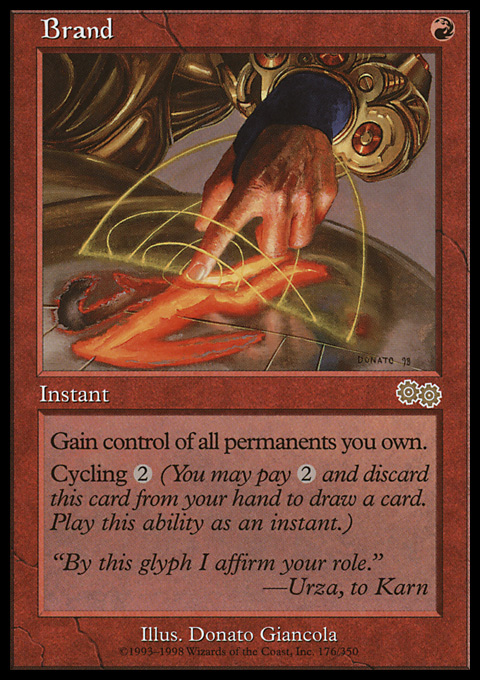 Brand
DONATO 98
Instant
Gain control of all permanents you own.
Cycling 2 (You may pay 2 and discard
this card from your hand to draw a card.
Play this ability as an instant.)
“By this glyph I affirm your role.”
—Urza, to Karn
Illus. Donato Giancola
©1993–1998 Wizards of the Coast, Inc. 176/350